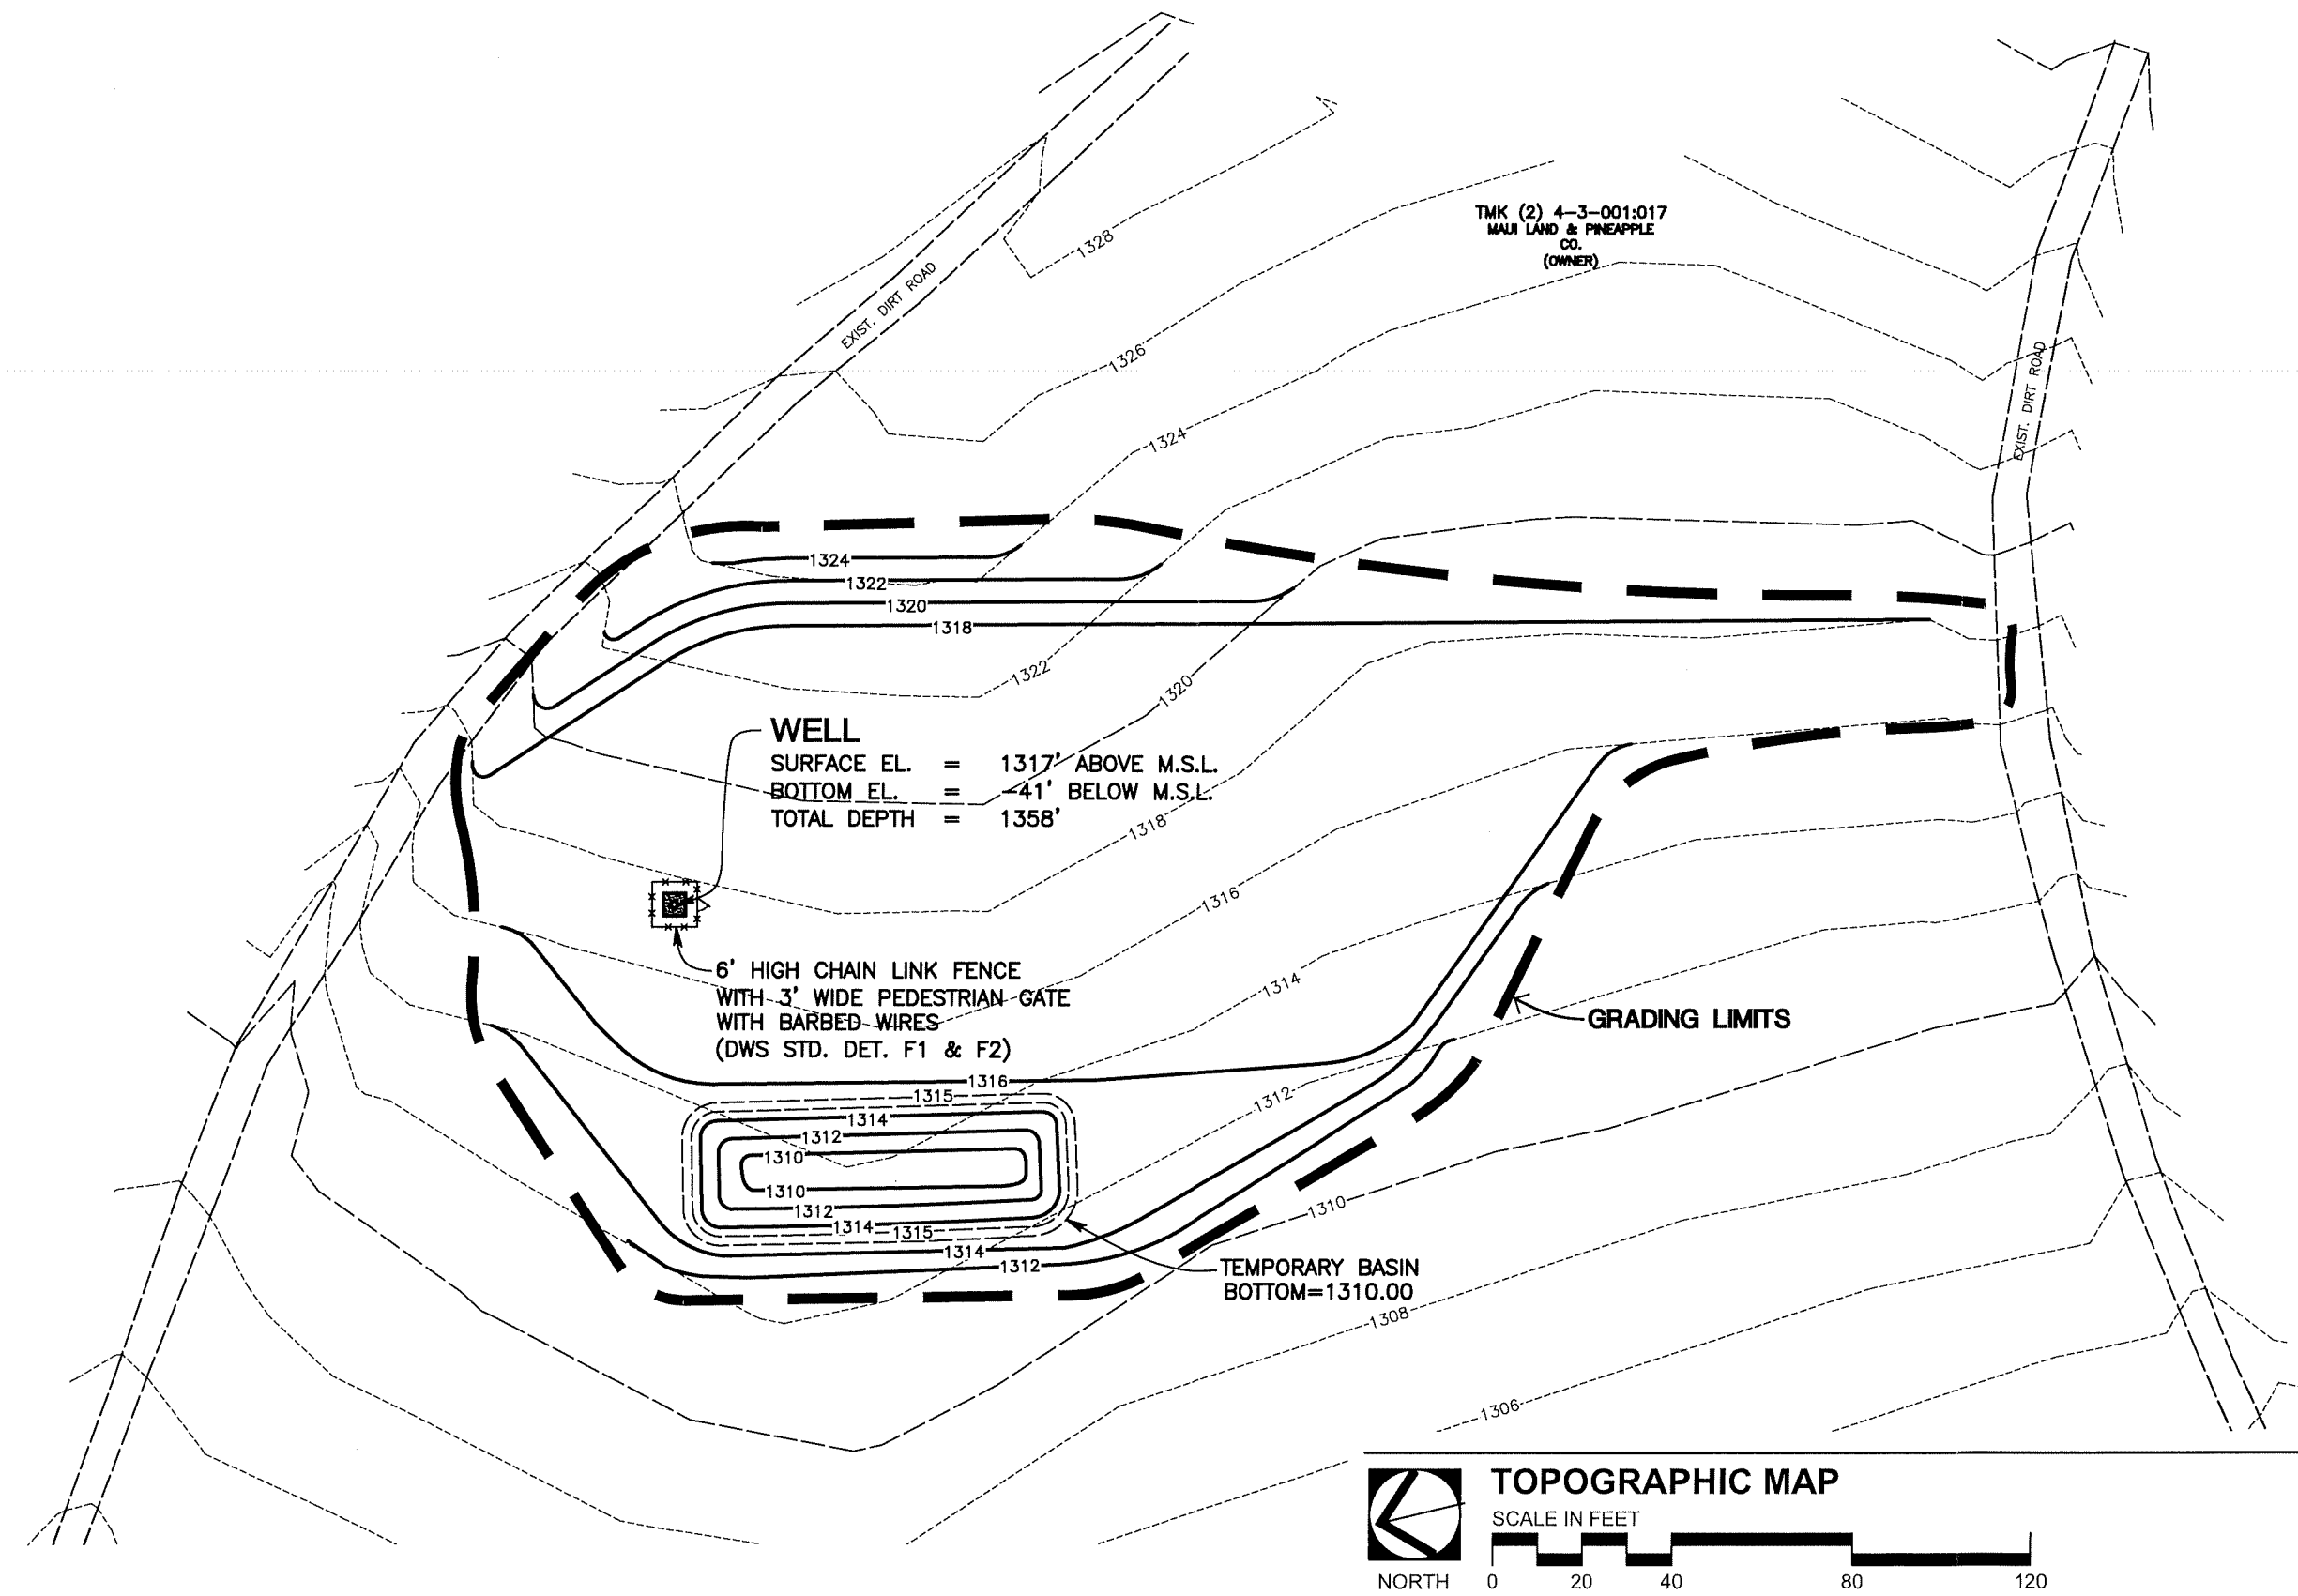 TMK (2) 4-3-001:017
MAUI LAND & PINEAPPLE
CO.
(OWNER)
1328
EXIST. DIRT ROAD
1326
EXIST. DIRT ROAD
1324
1324
1322
1320
1318
1322
1320
WELL
SURFACE EL. = 1317' ABOVE M.S.L.
BOTTOM EL. = -41' BELOW M.S.L.
TOTAL DEPTH = 1358'
1318
1316
6' HIGH CHAIN LINK FENCE
WITH 3' WIDE PEDESTRIAN GATE
WITH BARBED WIRES
(DWS STD. DET. F1 & F2)
1314
GRADING LIMITS
1316
1315
1314
1312
1312
1310
1310
1312
1310
1314
1315
1314
1312
TEMPORARY BASIN
BOTTOM=1310.00
1308
1306
TOPOGRAPHIC MAP
SCALE IN FEET
NORTH
0 20 40 80 120